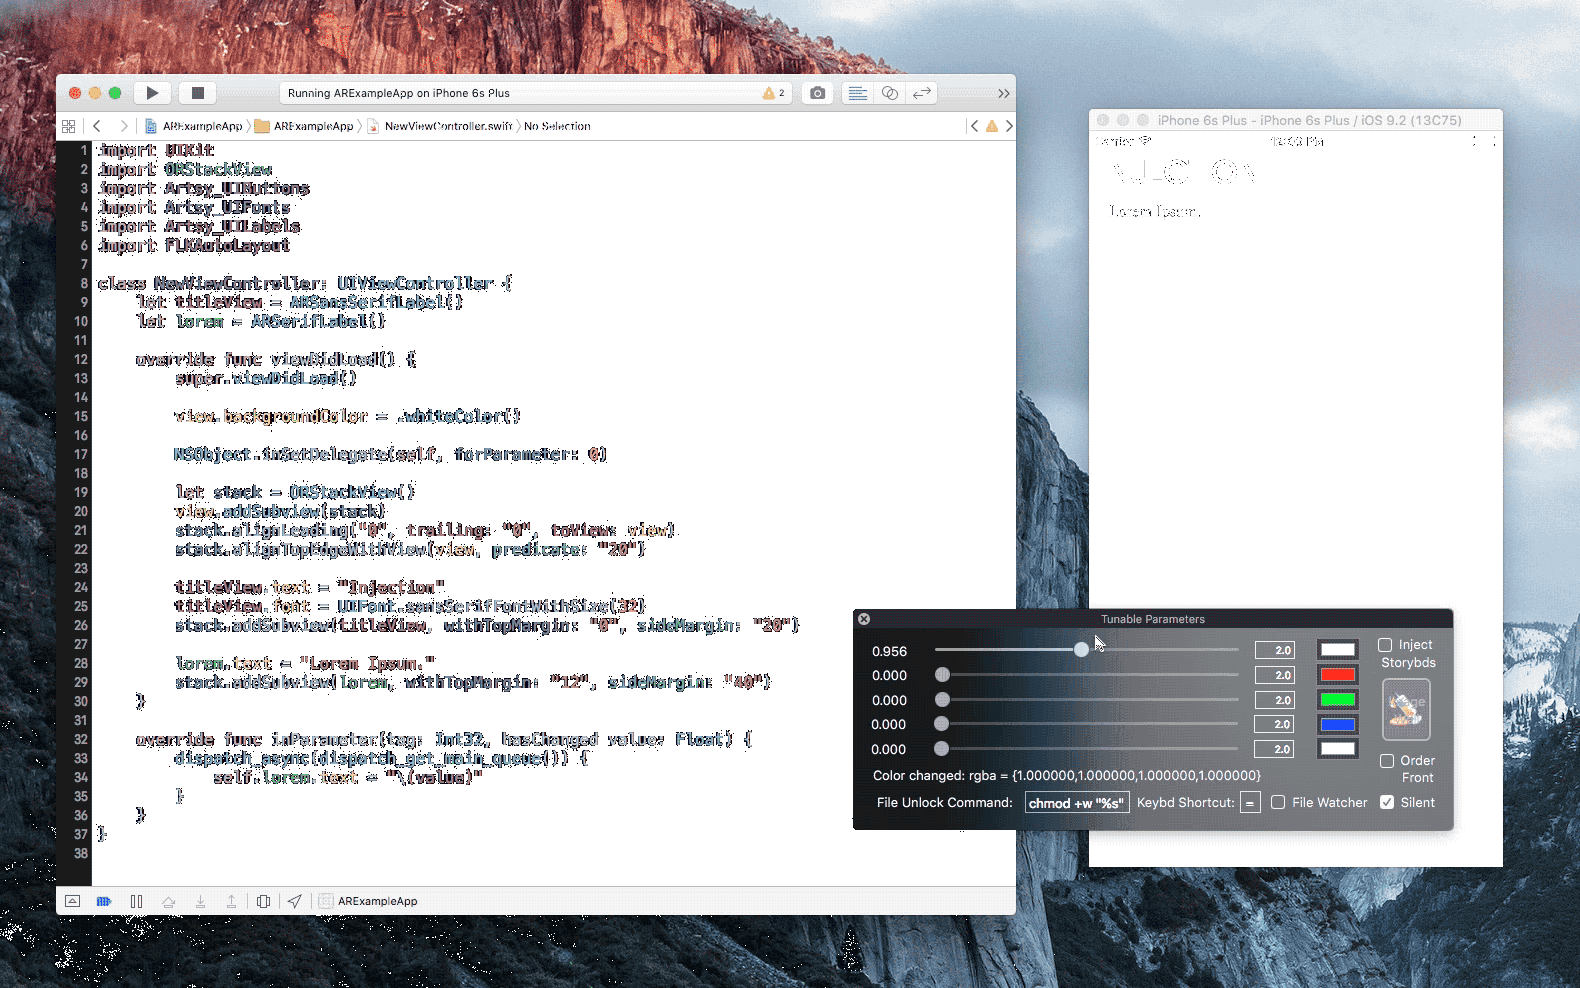 Running ARExampleApp on iPhone 6s Plus
2
ARExampleApp ARExampleApp NewViewController.swift No Selection
1 import UIKit
2 import ORStackView
3 import Artsy_UIButtons
4 import Artsy_UIFonts
5 import Artsy_UILabels
6 import FLKAutoLayout
7
8 class NewViewController: UIViewController {
9 let titleView = ARSansSerifLabel()
10 let lorem = ARSerifLabel()
11
12 override func viewDidLoad() {
13 super.viewDidLoad()
14
15 view.backgroundColor = .whiteColor()
16
17 NSObject.inSetDelegate(self, forParameter: 0)
18
19 let stack = ORStackView()
20 view.addSubview(stack)
21 stack.alignLeading("0", trailing: "0", toView: view)
22 stack.alignTopEdgeWithView(view, predicate: "20")
23
24 titleView.text = "Injection"
25 titleView.font = UIFont.sansSerifFontWithSize(32)
26 stack.addSubview(titleView, withTopMargin: "0", sideMargin: "20")
27
28 lorem.text = "Lorem Ipsum."
29 stack.addSubview(lorem, withTopMargin: "12", sideMargin: "40")
30 }
31
32 override func inParameter(tag: Int32, hasChanged value: Float) {
33 dispatch_async(dispatch_get_main_queue()) {
34 self.lorem.text = "\(value)"
35 }
36 }
37 }
38
ARExampleApp
iPhone 6s Plus - iPhone 6s Plus / iOS 9.2 (13C75)
Carrier
INJECTION
Lorem Ipsum.
Tunable Parameters
0.956 2.0
0.000 2.0
0.000 2.0
0.000 2.0
0.000 2.0
Inject
Storybds
Image
Order
Front
Color changed: rgba = {1.000000,1.000000,1.000000,1.000000}
File Unlock Command: chmod +w "%s" Keybd Shortcut: = File Watcher Silent